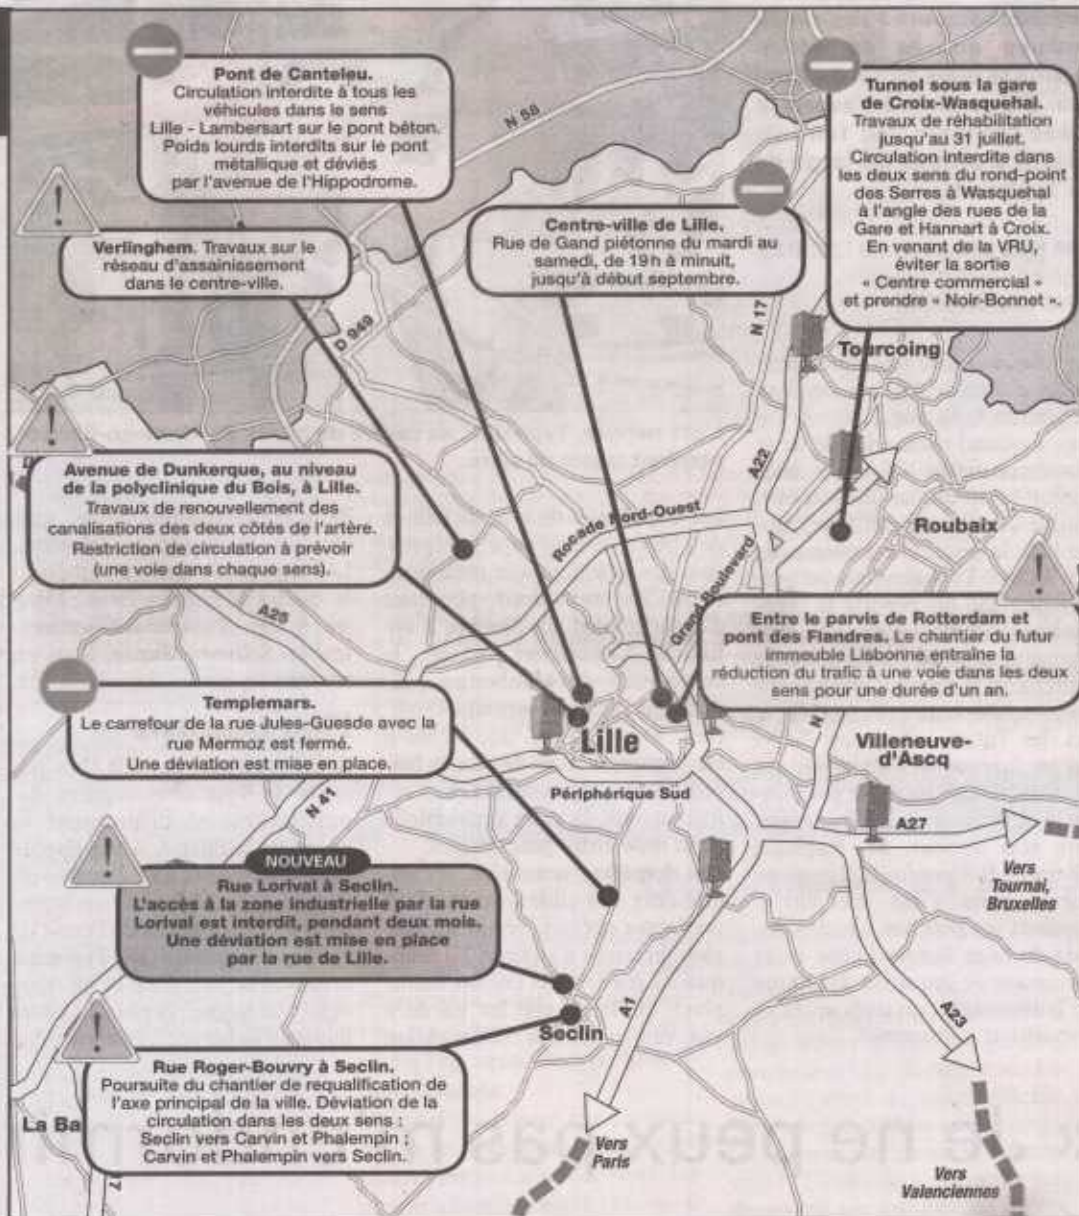 Pont de Canteleu.
Circulation interdite à tous les
véhicules dans le sens
Lille - Lambersart sur le pont béton.
Poids lourds interdits sur le pont
métallique et déviés
par l'avenue de l'Hippodrome.
N 58
Tunnel sous la gare
de Croix-Wasquehal.
Travaux de réhabilitation
jusqu'au 31 juillet.
Circulation interdite dans
les deux sens du rond-point
des Serres à Wasquehal
à l'angle des rues de la
Gare et Hannart à Croix.
En venant de la VRU,
éviter la sortie
« Centre commercial »
et prendre « Noir-Bonnet ».
Verlinghem. Travaux sur le
réseau d'assainissement
dans le centre-ville.
Centre-ville de Lille.
Rue de Gand piétonne du mardi au
samedi, de 19h à minuit,
jusqu'à début septembre.
D 949
N 17
Tourcoing
Avenue de Dunkerque, au niveau
de la polyclinique du Bois, à Lille.
Travaux de renouvellement des
canalisations des deux côtés de l'artère.
Restriction de circulation à prévoir
(une voie dans chaque sens).
A22
Rocade Nord-Ouest
Roubaix
Grand Boulevard
A25
Entre le parvis de Rotterdam et
pont des Flandres. Le chantier du futur
immeuble Lisbonne entraîne la
réduction du trafic à une voie dans les deux
sens pour une durée d'un an.
Templemars.
Le carrefour de la rue Jules-Guesde avec la
rue Mermoz est fermé.
Une déviation est mise en place.
Lille
N
Villeneuve-
d'Ascq
Périphérique Sud
N 41
A27
Vers
Tournai,
Bruxelles
NOUVEAU
Rue Lorival à Seclin.
L'accès à la zone industrielle par la rue
Lorival est interdit, pendant deux mois.
Une déviation est mise en place
par la rue de Lille.
A1
A23
Seclin
Rue Roger-Bouvry à Seclin.
Poursuite du chantier de requalification de
l'axe principal de la ville. Déviation de la
circulation dans les deux sens :
Seclin vers Carvin et Phalempin ;
Carvin et Phalempin vers Seclin.
La Ba
Vers
Paris
Vers
Valenciennes